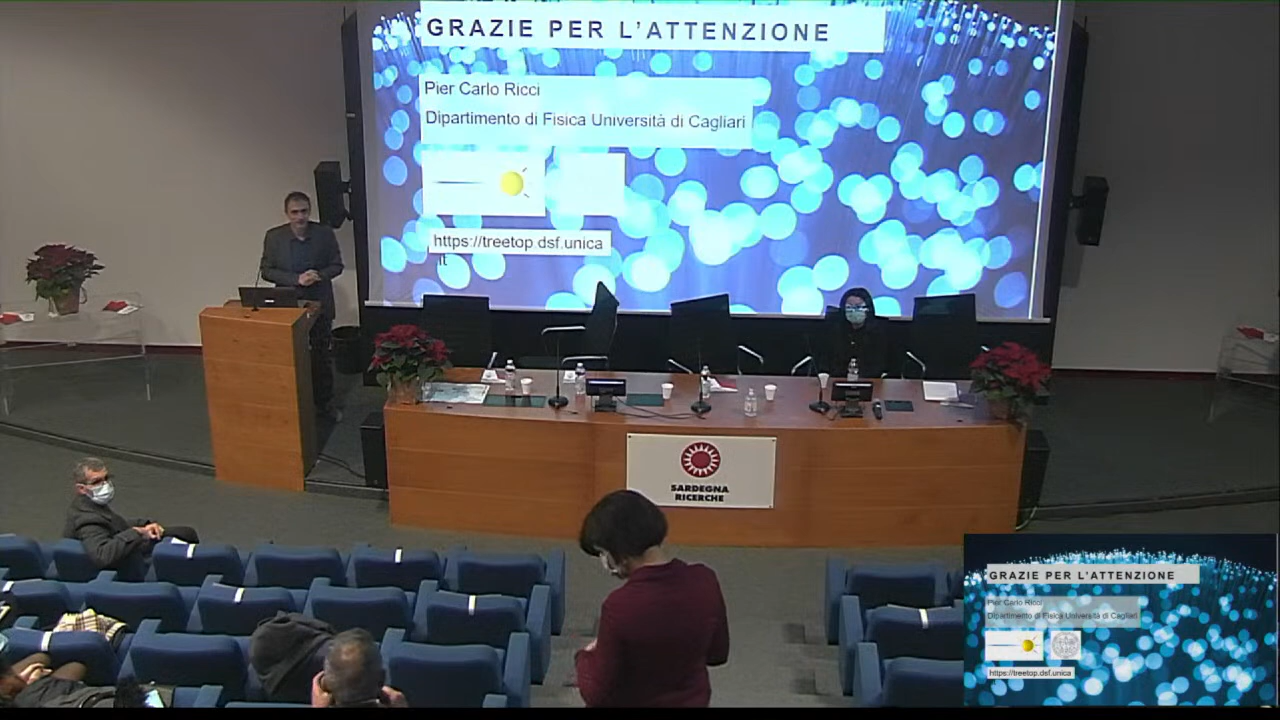 GRAZIE PER L'ATTENZIONE
Pier Carlo Ricci
Dipartimento di Fisica Università di Cagliari
https://treetop.dsf.unica
it
SARDEGNA
RICERCHE
GRAZIE PER L'ATTENZIONE
Pier Carlo Ricci
Dipartimento di Fisica Università di Cagliari
https://treetop.dsf.unica